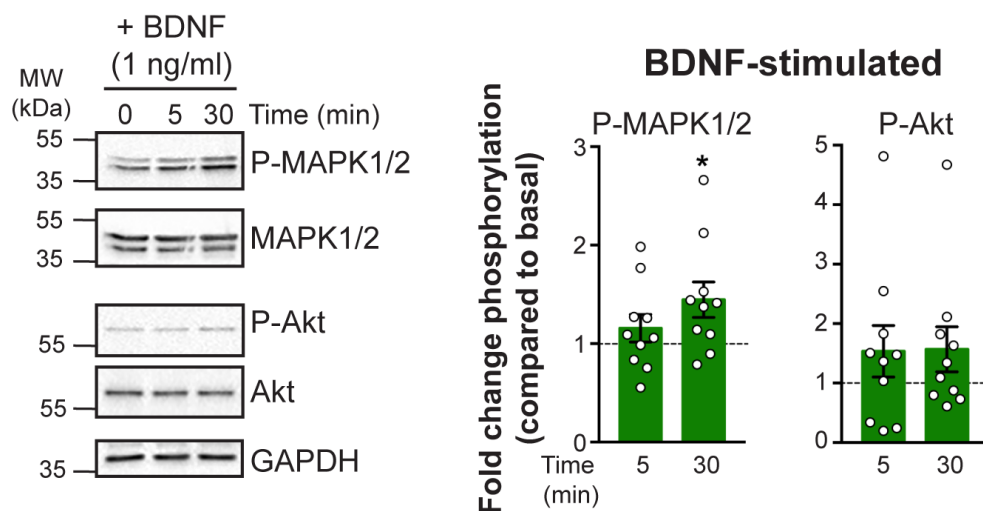 + BDNF
(1 ng/ml)
MW
(kDa)
0 5 30 Time (min)
55
35
P-MAPK1/2
55
35
MAPK1/2
55
P-Akt
55
Akt
35
GAPDH
BDNF-stimulated
Fold change phosphorylation
(compared to basal)
P-MAPK1/2
3
2
1
0
*
Time
(min)
5 30
P-Akt
5
4
3
2
1
0
5 30